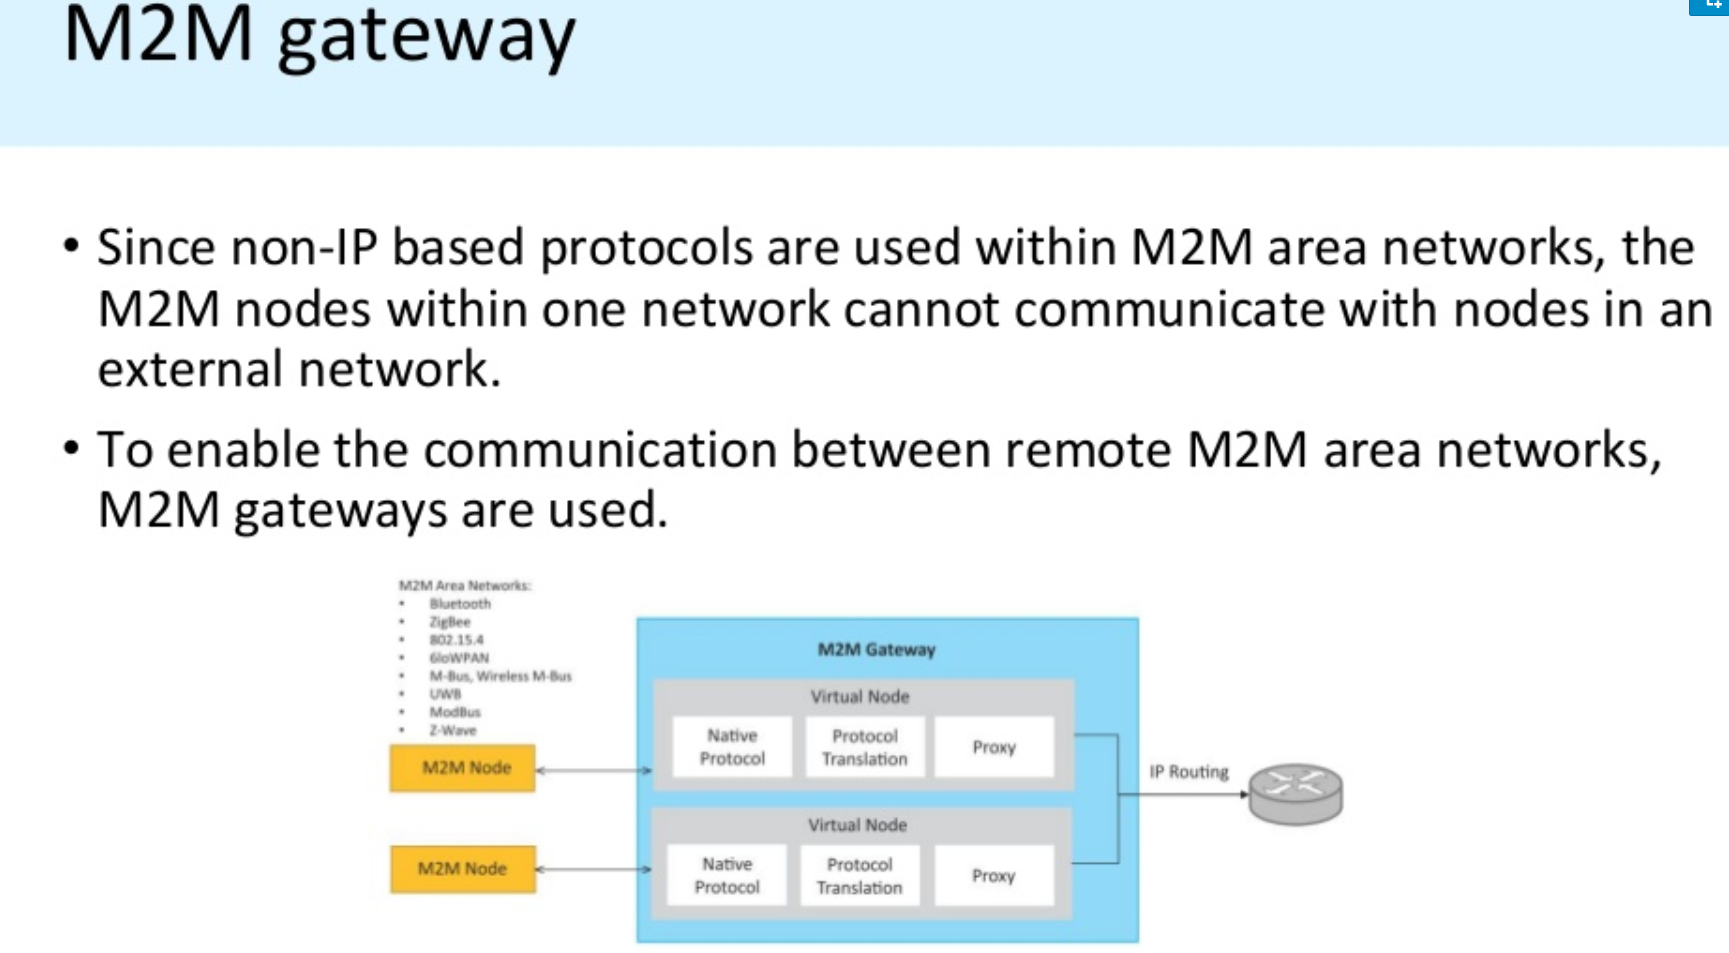 M2M gateway
• Since non-IP based protocols are used within M2M area networks, the
M2M nodes within one network cannot communicate with nodes in an
external network.
• To enable the communication between remote M2M area networks,
M2M gateways are used.
M2M Area Networks:
• Bluetooth
• ZigBee
• 802.15.4
• 6loWPAN
• M-Bus, Wireless M-Bus
• UWB
• ModBus
• Z-Wave
M2M Node
M2M Node
M2M Gateway
Virtual Node
Native
Protocol
Protocol
Translation
Proxy
Virtual Node
Native
Protocol
Protocol
Translation
Proxy
IP Routing